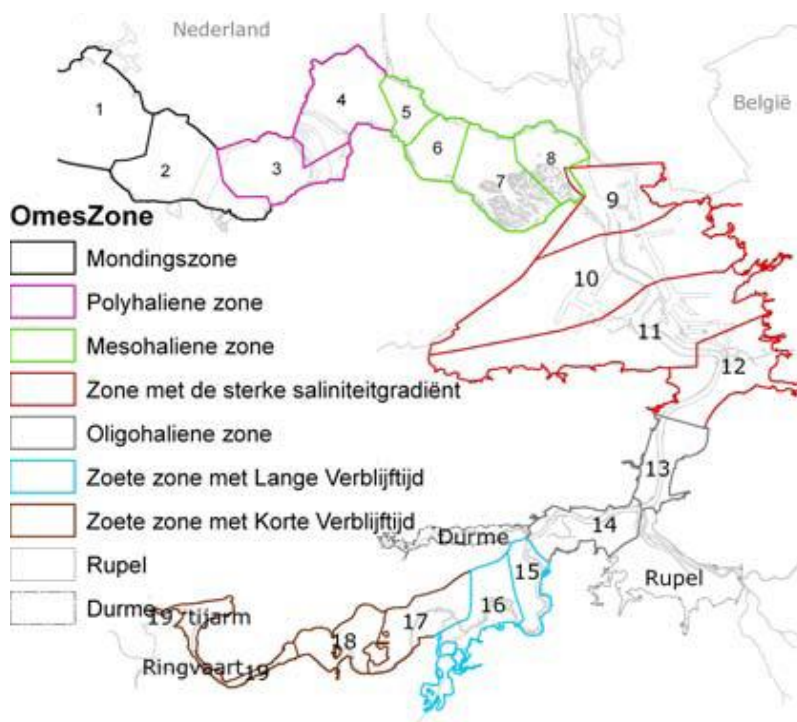 Nederland
België
1
2
3
4
5
6
7
8
9
10
11
12
13
14
15
16
17
18
19
19, tijarm
Ringvaart
Durme
Rupel
OmesZone
Mondingszone
Polyhaliene zone
Mesohaliene zone
Zone met de sterke saliniteitgradiënt
Oligohaliene zone
Zoete zone met Lange Verblijftijd
Zoete zone met Korte Verblijftijd
Rupel
Durme